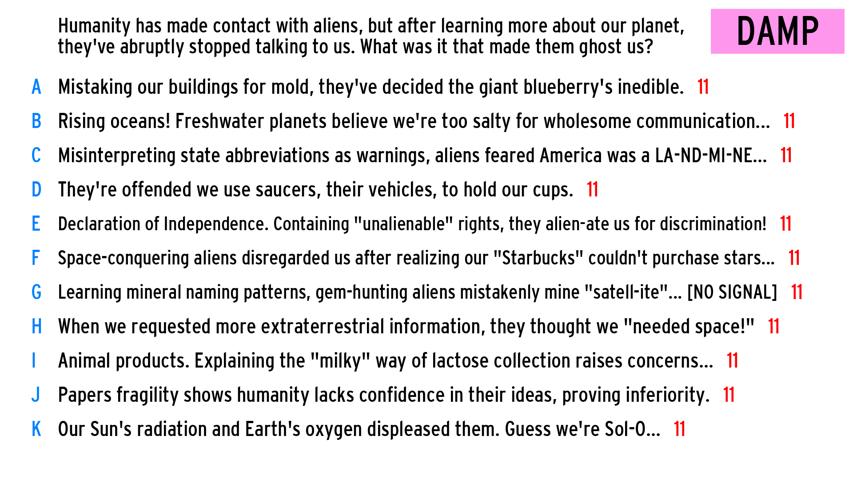 Humanity has made contact with aliens, but after learning more about our planet,
they've abruptly stopped talking to us. What was it that made them ghost us?
DAMP
A Mistaking our buildings for mold, they've decided the giant blueberry's inedible. 11
B Rising oceans! Freshwater planets believe we're too salty for wholesome communication... 11
C Misinterpreting state abbreviations as warnings, aliens feared America was a LA-ND-MI-NE... 11
D They're offended we use saucers, their vehicles, to hold our cups. 11
E Declaration of Independence. Containing "unalienable" rights, they alien-ate us for discrimination! 11
F Space-conquering aliens disregarded us after realizing our "Starbucks" couldn't purchase stars... 11
G Learning mineral naming patterns, gem-hunting aliens mistakenly mine "satell-ite"... [NO SIGNAL] 11
H When we requested more extraterrestrial information, they thought we "needed space!" 11
I Animal products. Explaining the "milky" way of lactose collection raises concerns... 11
J Papers fragility shows humanity lacks confidence in their ideas, proving inferiority. 11
K Our Sun's radiation and Earth's oxygen displeased them. Guess we're Sol-O... 11